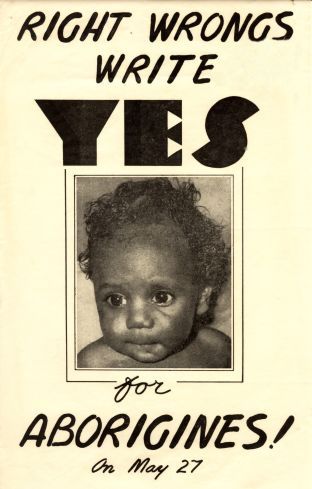 RIGHT WRONGS
WRITE
YES
for
ABORIGINES!
On May 27